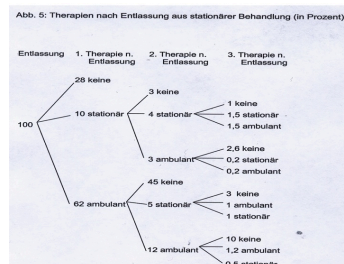 Abb. 5: Therapien nach Entlassung aus stationärer Behandlung (in Prozent)
Entlassung 1. Therapie n. 2. Therapie n. 3. Therapie n.
Entlassung Entlassung Entlassung
28 keine
3 keine
1 keine
10 stationär 4 stationär 1,5 stationär
1,5 ambulant
100
2,6 keine
3 ambulant 0,2 stationär
0,2 ambulant
45 keine
3 keine
62 ambulant 5 stationär 1 ambulant
1 stationär
10 keine
12 ambulant 1,2 ambulant
0,5 stationär